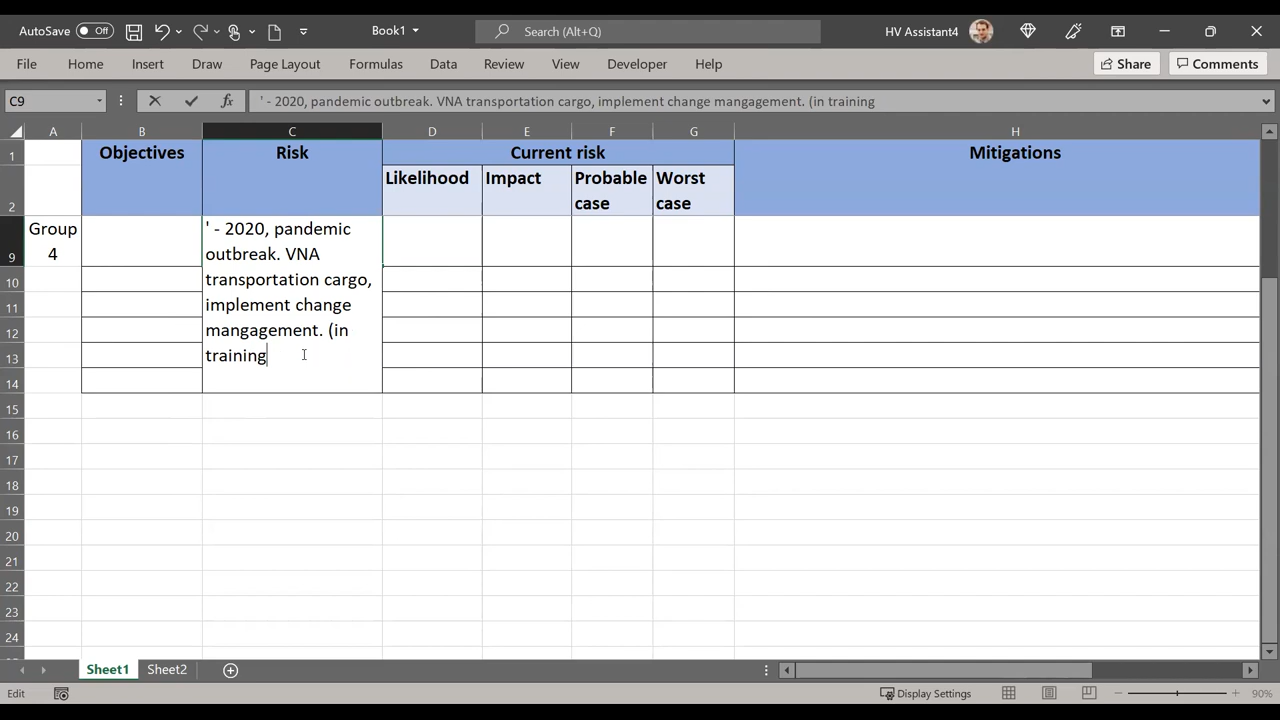 AutoSave Off Book1 Search (Alt+Q) HV Assistant4
File Home Insert Draw Page Layout Formulas Data Review View Developer Help Share Comments
C9 fx ' - 2020, pandemic outbreak. VNA transportation cargo, implement change mangagement. (in training
A B C D E F G H
1 Objectives Risk Current risk Mitigations
2 Likelihood Impact Probable case Worst case
9 Group 4
' - 2020, pandemic
outbreak. VNA
transportation cargo,
implement change
mangagement. (in
training
10
11
12
13
14
15
16
17
18
19
20
21
22
23
24
Sheet1 Sheet2
Edit Display Settings 90%